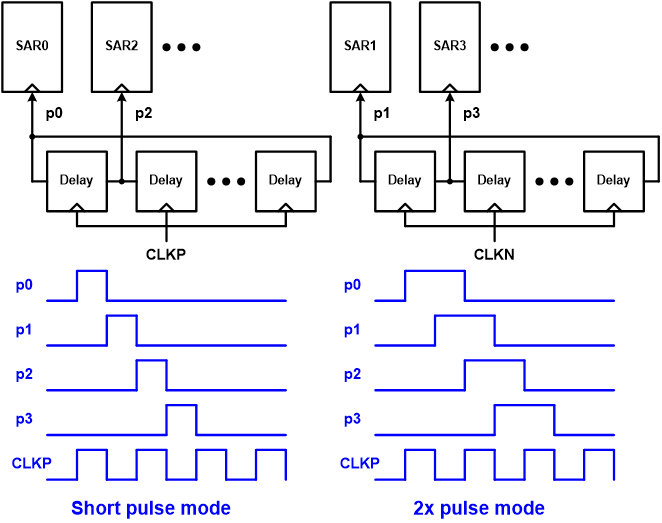 SAR0 SAR2 SAR1 SAR3
p0 p2 p1 p3
Delay Delay Delay Delay Delay Delay
CLKP CLKN
p0 p0
p1 p1
p2 p2
p3 p3
CLKP CLKP
Short pulse mode 2x pulse mode